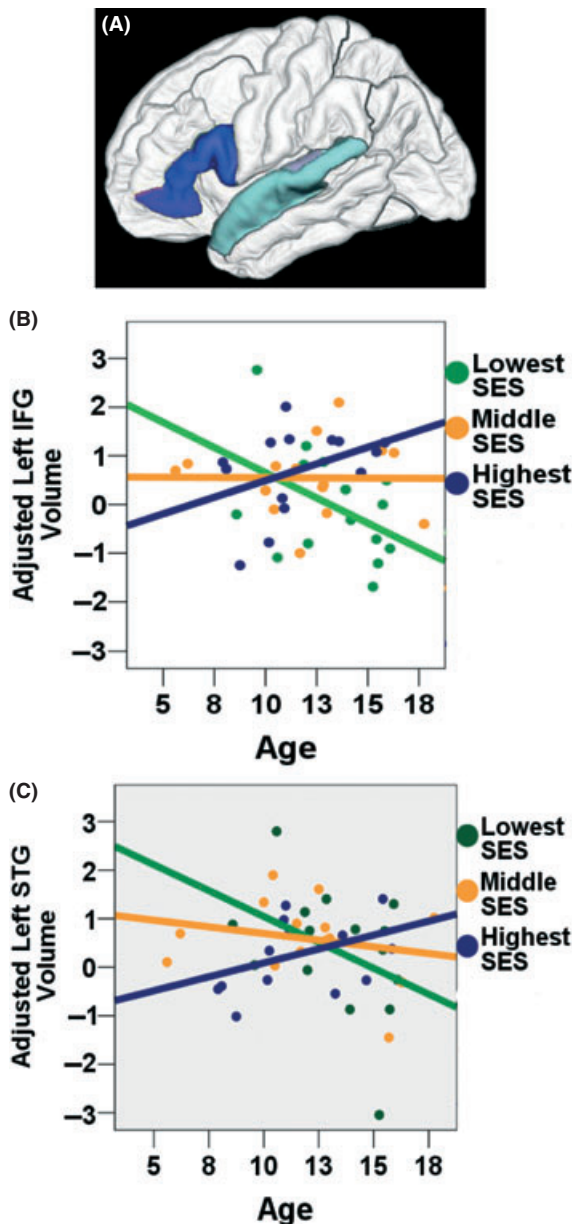 (A)
(B)
3
2
1
0
–1
–2
–3
Adjusted Left IFG
Volume
5 8 10 13 15 18
Age
Lowest
SES
Middle
SES
Highest
SES
(C)
3
2
1
0
–1
–2
–3
Adjusted Left STG
Volume
5 8 10 13 15 18
Age
Lowest
SES
Middle
SES
Highest
SES